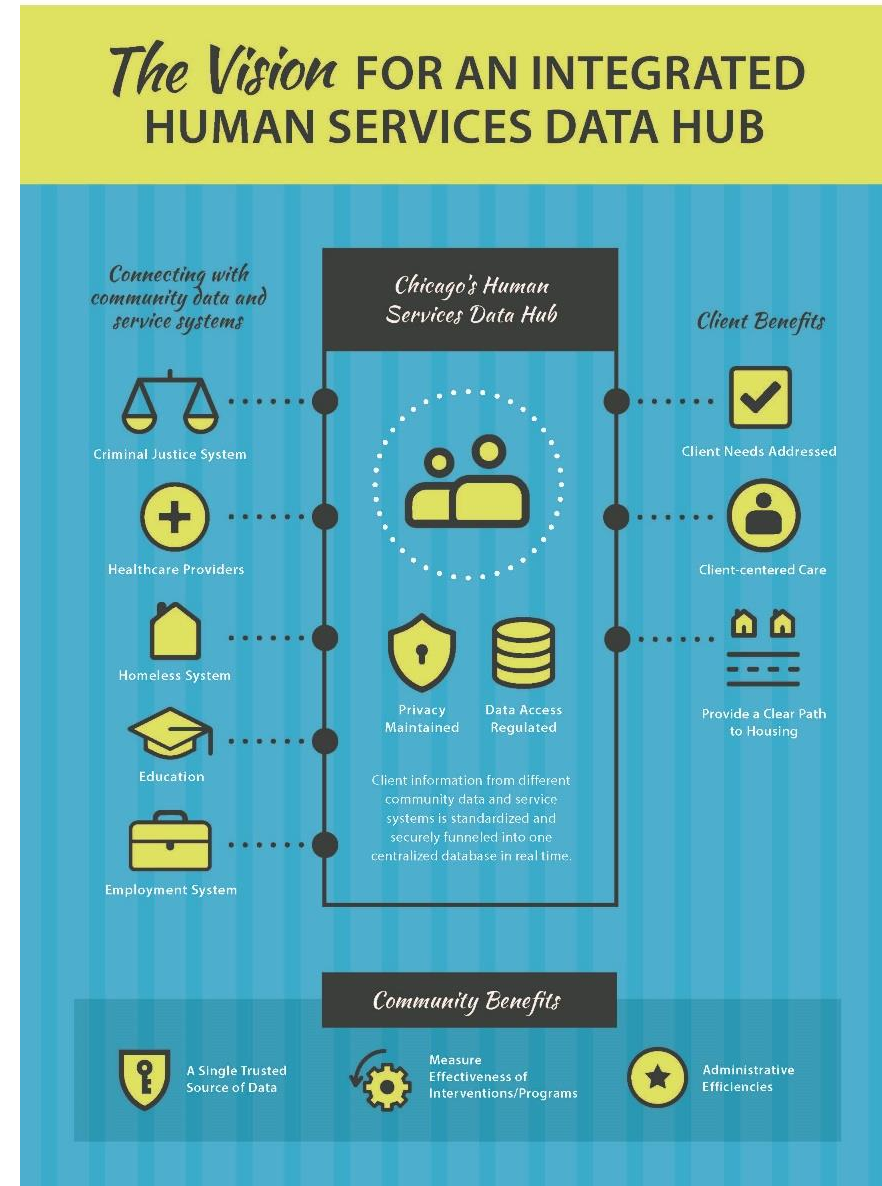 The Vision FOR AN INTEGRATED
HUMAN SERVICES DATA HUB
Connecting with
community data and
service systems
Criminal Justice System
Healthcare Providers
Homeless System
Education
Employment System
Chicago's Human
Services Data Hub
Privacy
Maintained
Data Access
Regulated
Client information from different
community data and service
systems is standardized and
securely funneled into one
centralized database in real time.
Client Benefits
Client Needs Addressed
Client-centered Care
Provide a Clear Path
to Housing
Community Benefits
A Single Trusted
Source of Data
Measure
Effectiveness of
Interventions/Programs
Administrative
Efficiencies